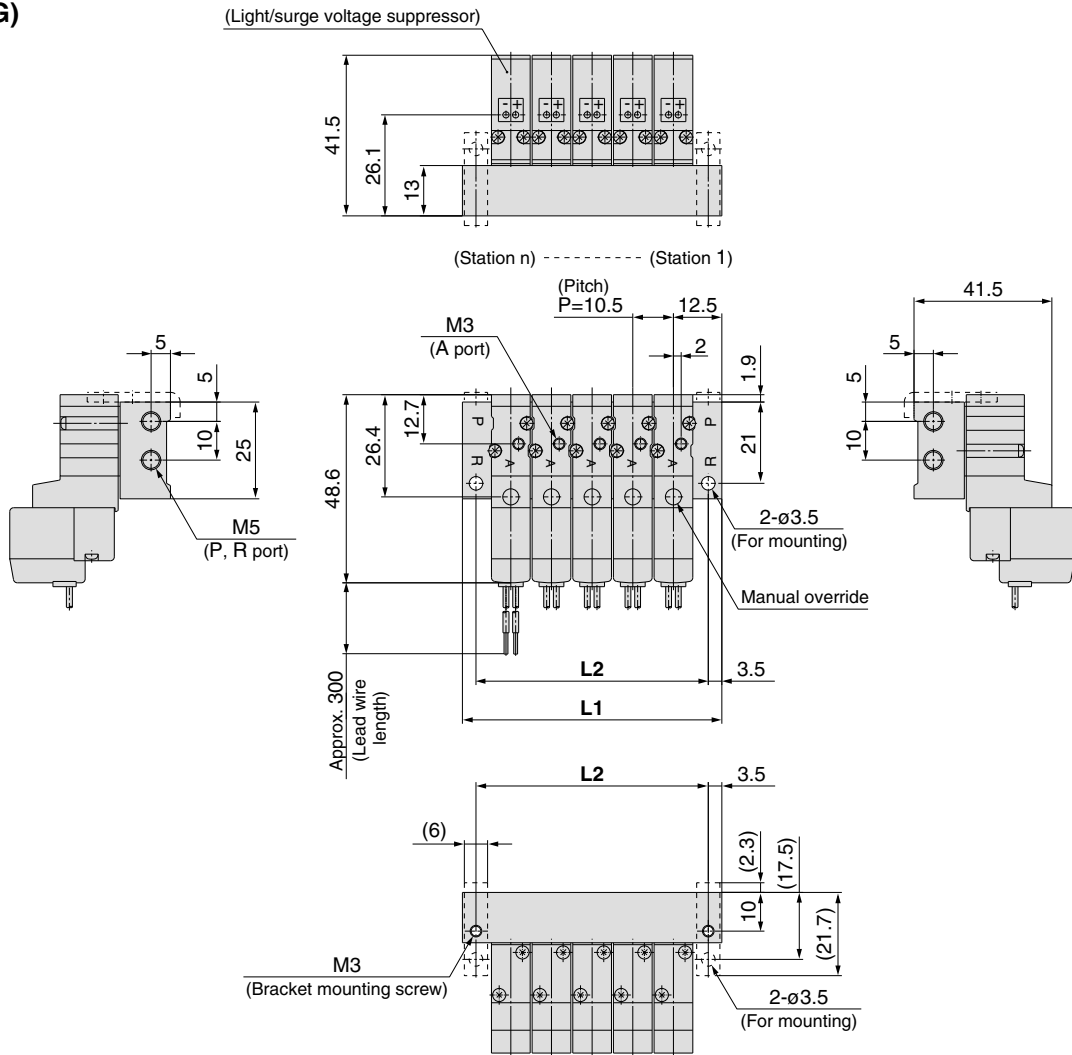 G)
(Light/surge voltage suppressor)
- + - + - + - + - +
41.5
26.1
13
(Station n) (Station 1)
(Pitch)
P=10.5
12.5
41.5
M3
(A port)
5
2
5
1.9
5
5
12.7
26.4
48.6
P
R
A A A A A
P
R
21
10
25
10
M5
(P, R port)
2-ø3.5
(For mounting)
Manual override
Approx. 300
(Lead wire
length)
L2
3.5
L1
L2
3.5
(6)
(2.3)
(17.5)
10
(21.7)
M3
(Bracket mounting screw)
2-ø3.5
(For mounting)